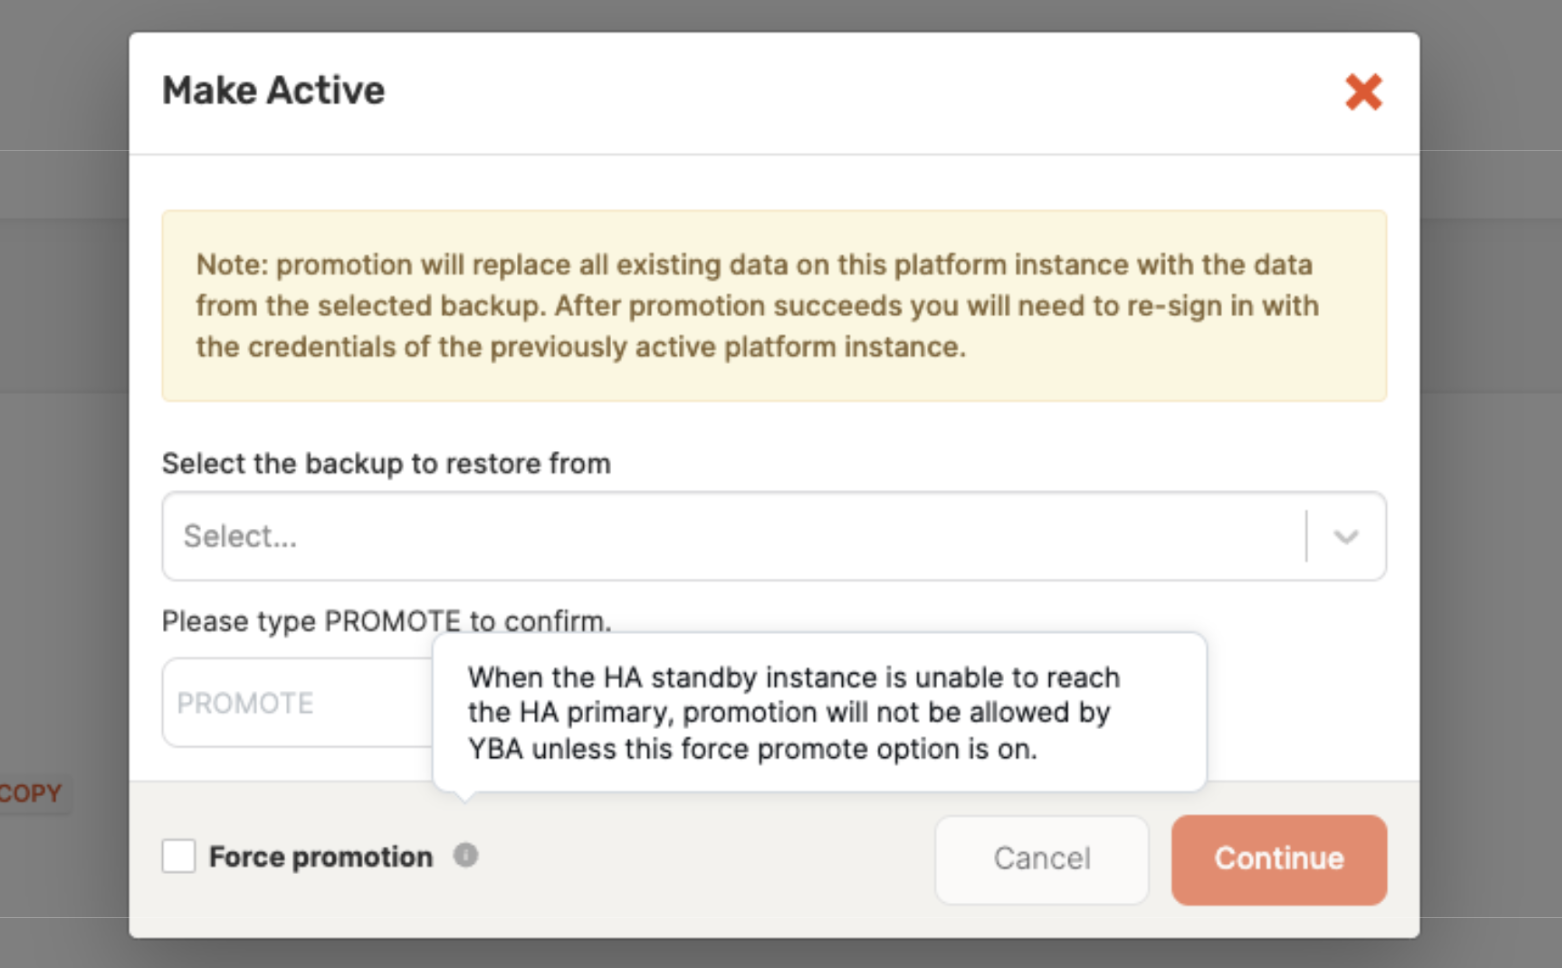 Make Active
Note: promotion will replace all existing data on this platform instance with the data
from the selected backup. After promotion succeeds you will need to re-sign in with
the credentials of the previously active platform instance.
Select the backup to restore from
Select...
Please type PROMOTE to confirm.
PROMOTE
When the HA standby instance is unable to reach
the HA primary, promotion will not be allowed by
YBA unless this force promote option is on.
COPY
Force promotion
Cancel
Continue